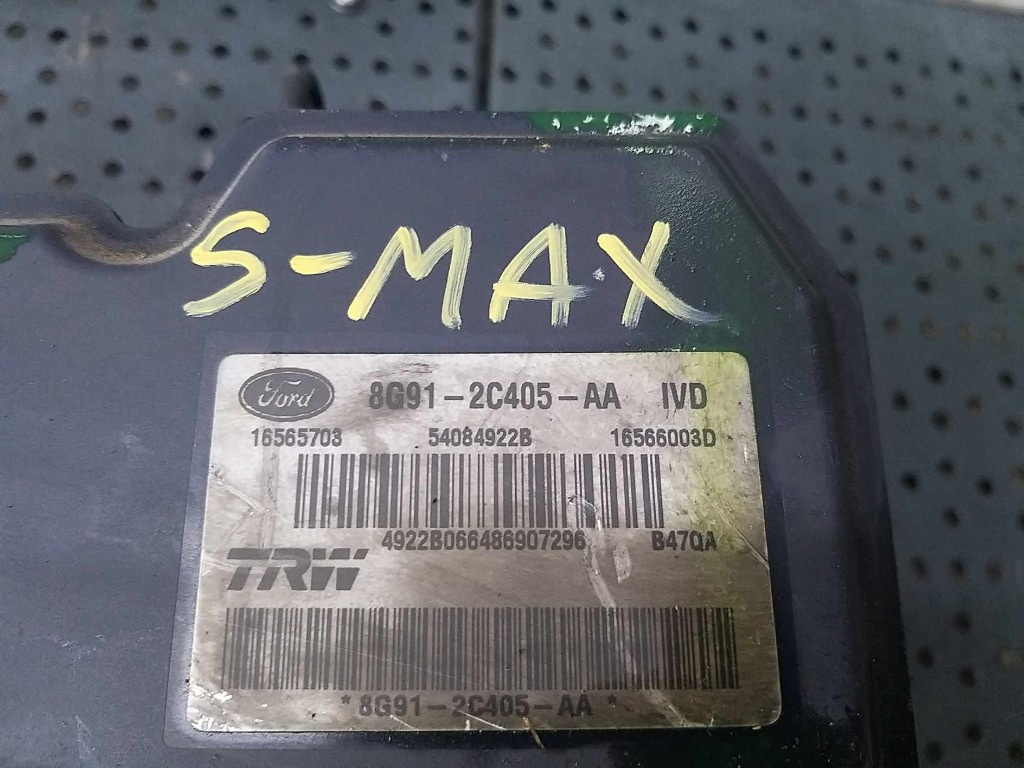 S-MAX
Ford 8G91-2C405-AA IVD
16565703 54084922B 16566003D
4922B066486907296 B47QA
TRW
*8G91-2C405-AA*